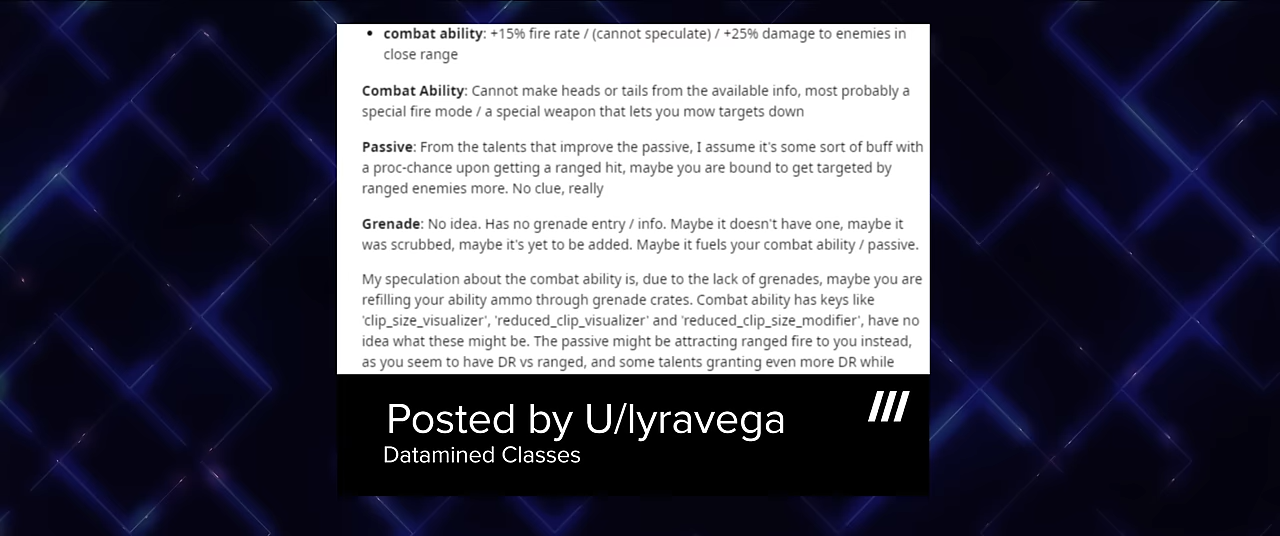 • combat ability: +15% fire rate / (cannot speculate) / +25% damage to enemies in
close range
Combat Ability: Cannot make heads or tails from the available info, most probably a
special fire mode / a special weapon that lets you mow targets down
Passive: From the talents that improve the passive, I assume it's some sort of buff with
a proc-chance upon getting a ranged hit, maybe you are bound to get targeted by
ranged enemies more. No clue, really
Grenade: No idea. Has no grenade entry / info. Maybe it doesn't have one, maybe it
was scrubbed, maybe it's yet to be added. Maybe it fuels your combat ability / passive.
My speculation about the combat ability is, due to the lack of grenades, maybe you are
refilling your ability ammo through grenade crates. Combat ability has keys like
'clip_size_visualizer', 'reduced_clip_visualizer' and 'reduced_clip_size_modifier', have no
idea what these might be. The passive might be attracting ranged fire to you instead,
as you seem to have DR vs ranged, and some talents granting even more DR while
Posted by U/lyravega
Datamined Classes